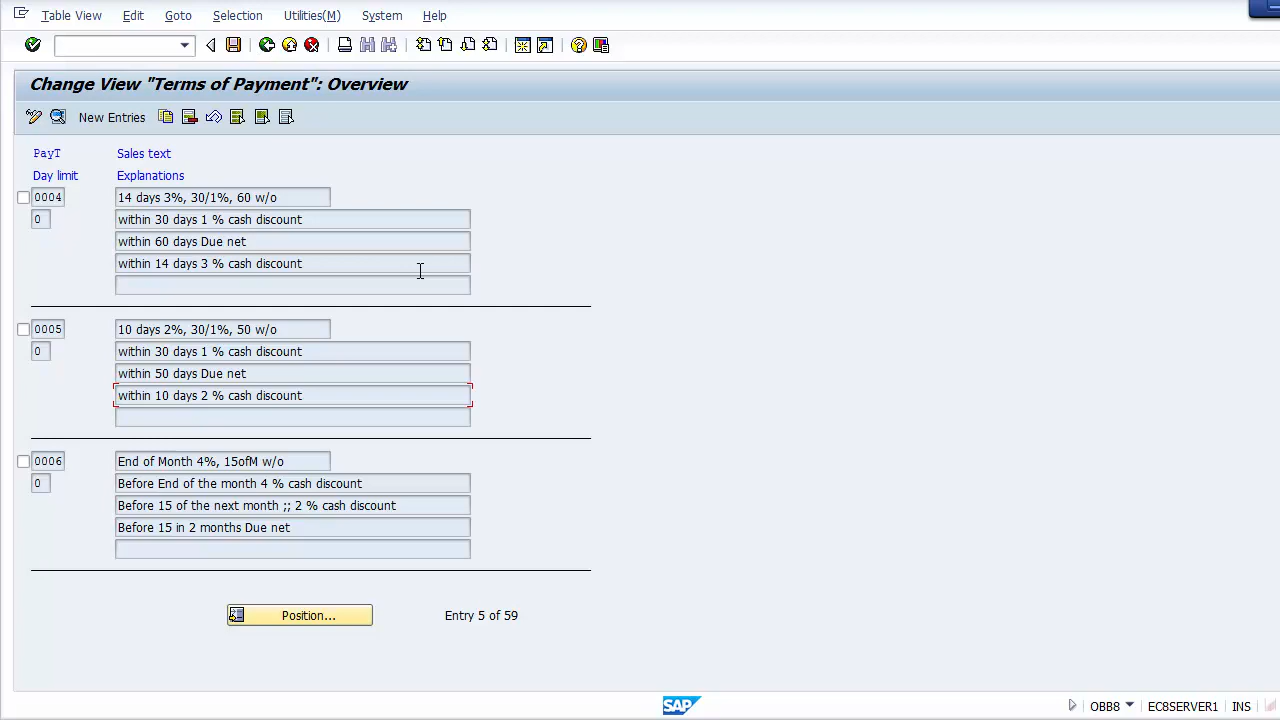 Table View Edit Goto Selection Utilities(M) System Help
Change View "Terms of Payment": Overview
New Entries
PayT Sales text
Day limit Explanations
0004 14 days 3%, 30/1%, 60 w/o
0 within 30 days 1 % cash discount
within 60 days Due net
within 14 days 3 % cash discount
0005 10 days 2%, 30/1%, 50 w/o
0 within 30 days 1 % cash discount
within 50 days Due net
within 10 days 2 % cash discount
0006 End of Month 4%, 15ofM w/o
0 Before End of the month 4 % cash discount
Before 15 of the next month ;; 2 % cash discount
Before 15 in 2 months Due net
Position... Entry 5 of 59
SAP OBB8 EC8SERVER1 INS